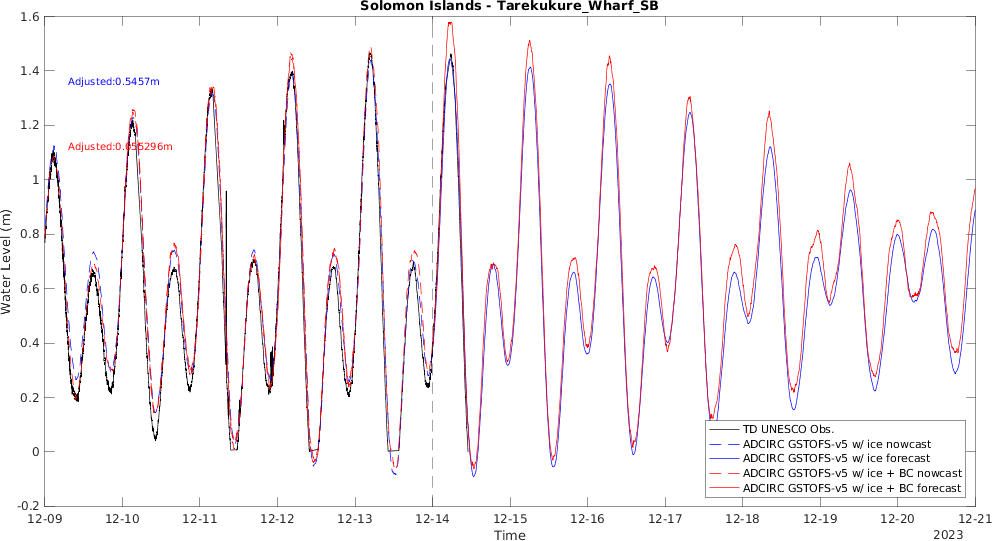 Solomon Islands - Tarekukure_Wharf_SB
1.6
1.4
1.2
1
0.8
0.6
0.4
0.2
0
-0.2
Water Level (m)
Adjusted:0.5457m
Adjusted:0.055296m
TD UNESCO Obs.
ADCIRC GSTOFS-v5 w/ ice nowcast
ADCIRC GSTOFS-v5 w/ ice forecast
ADCIRC GSTOFS-v5 w/ ice + BC nowcast
ADCIRC GSTOFS-v5 w/ ice + BC forecast
12-09 12-10 12-11 12-12 12-13 12-14 12-15 12-16 12-17 12-18 12-19 12-20 12-21
Time
2023